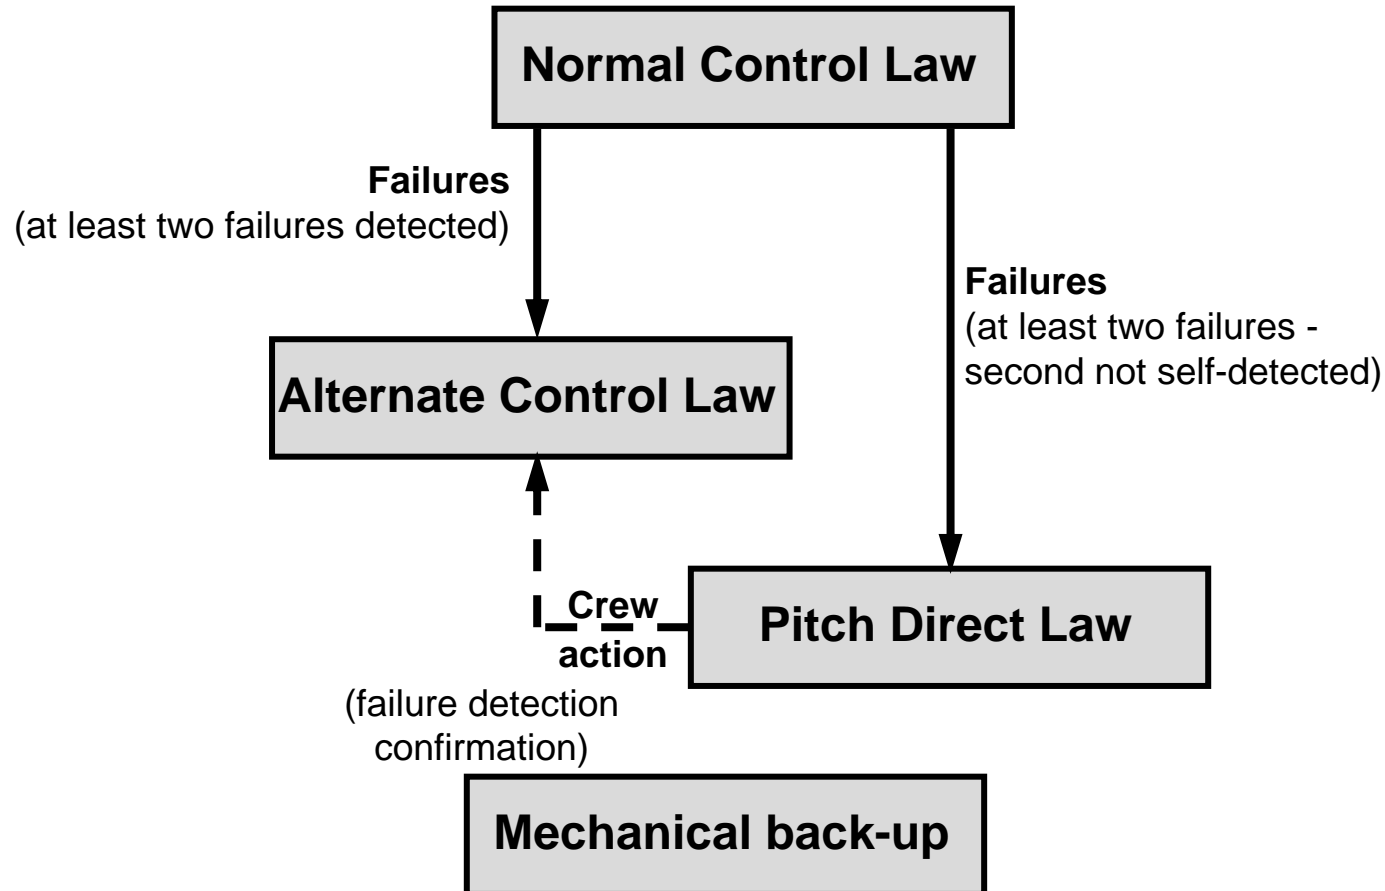 Normal Control Law
Failures
(at least two failures detected)
Failures
(at least two failures -
second not self-detected)
Alternate Control Law
Crew
action
(failure detection
confirmation)
Pitch Direct Law
Mechanical back-up